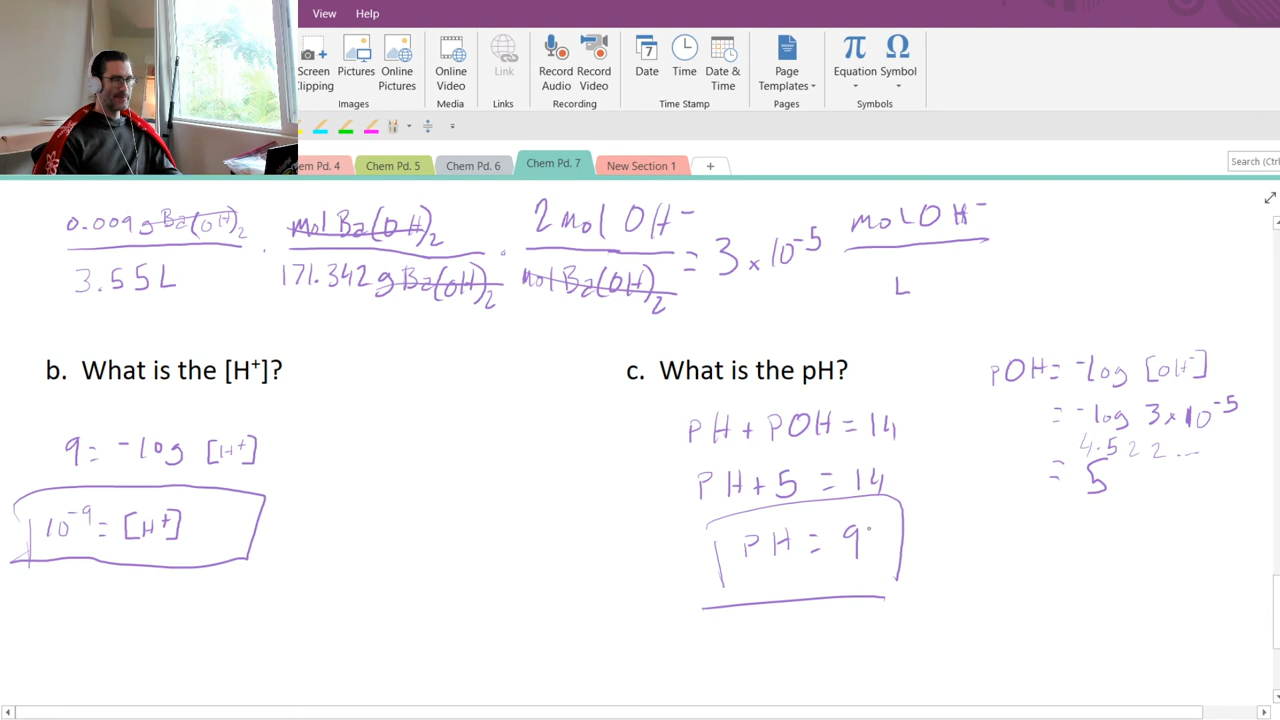 View Help
Screen Clipping
Pictures
Online Pictures
Online Video
Link
Record Audio
Record Video
Date
Time
Date & Time
Page Templates
Equation
Symbol
Images
Media
Links
Recording
Time Stamp
Pages
Symbols
em Pd. 4
Chem Pd. 5
Chem Pd. 6
Chem Pd. 7
New Section 1
+
Search (Ctrl
0.009 g Ba(OH)₂ / 3.55 L · mol Ba(OH)₂ / 171.342 g Ba(OH)₂ · 2 mol OH⁻ / mol Ba(OH)₂ = 3 × 10⁻⁵ mol OH⁻ / L
b. What is the [H⁺]?
9 = -log [H⁺]
10⁻⁹ = [H⁺]
c. What is the pH?
pH + pOH = 14
pH + 5 = 14
pH = 9
pOH = -log [OH⁻]
= -log 3 × 10⁻⁵
4.522...
= 5